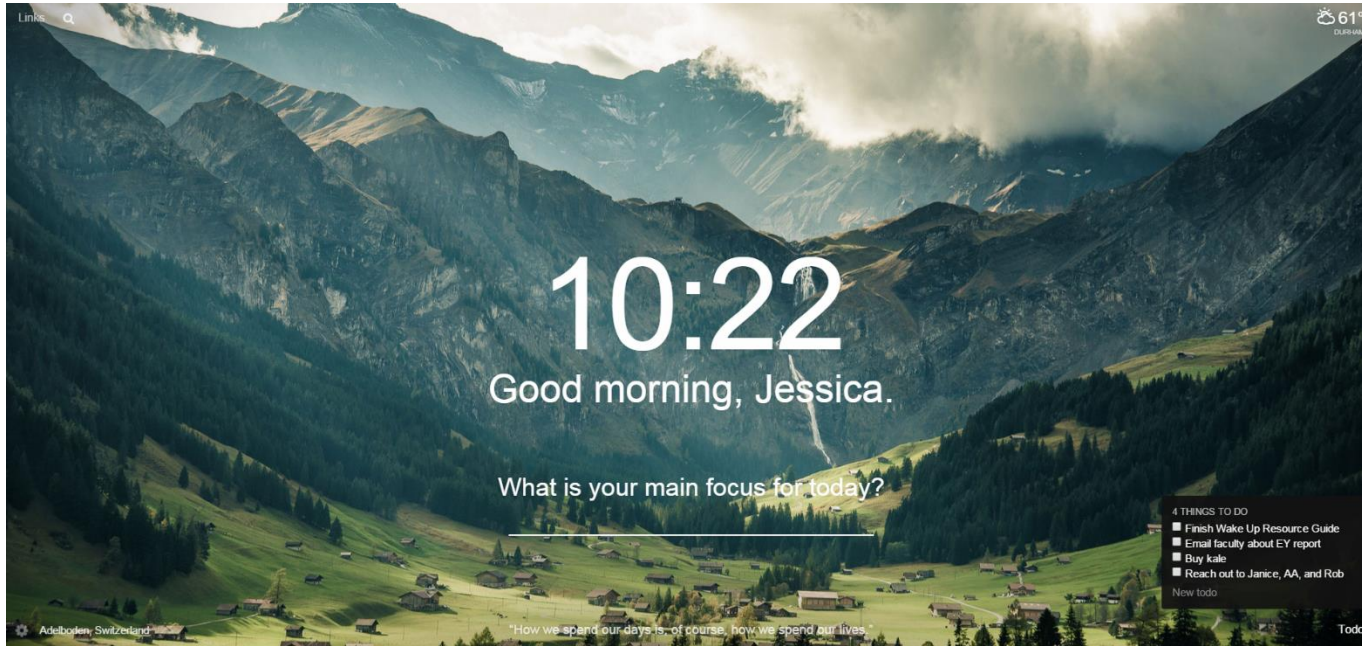 Links
61°
DURHAM
10:22
Good morning, Jessica.
What is your main focus for today?
4 THINGS TO DO
Finish Wake Up Resource Guide
Email faculty about EY report
Buy kale
Reach out to Janice, AA, and Rob
New todo
Adelboden, Switzerland
"How we spend our days is, of course, how we spend our lives."
Todo